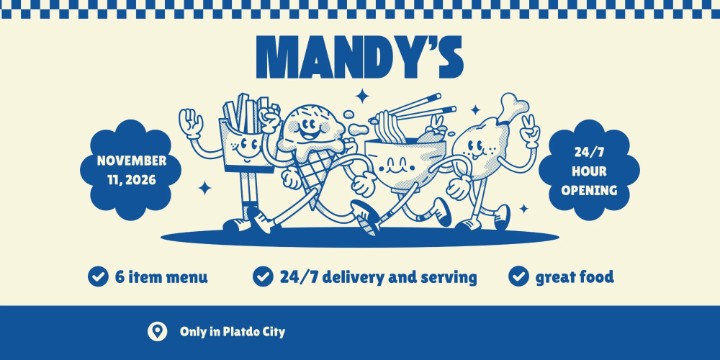 MANDY'S
NOVEMBER
11, 2026
24/7
HOUR
OPENING
6 item menu
24/7 delivery and serving
great food
Only in Platdo City